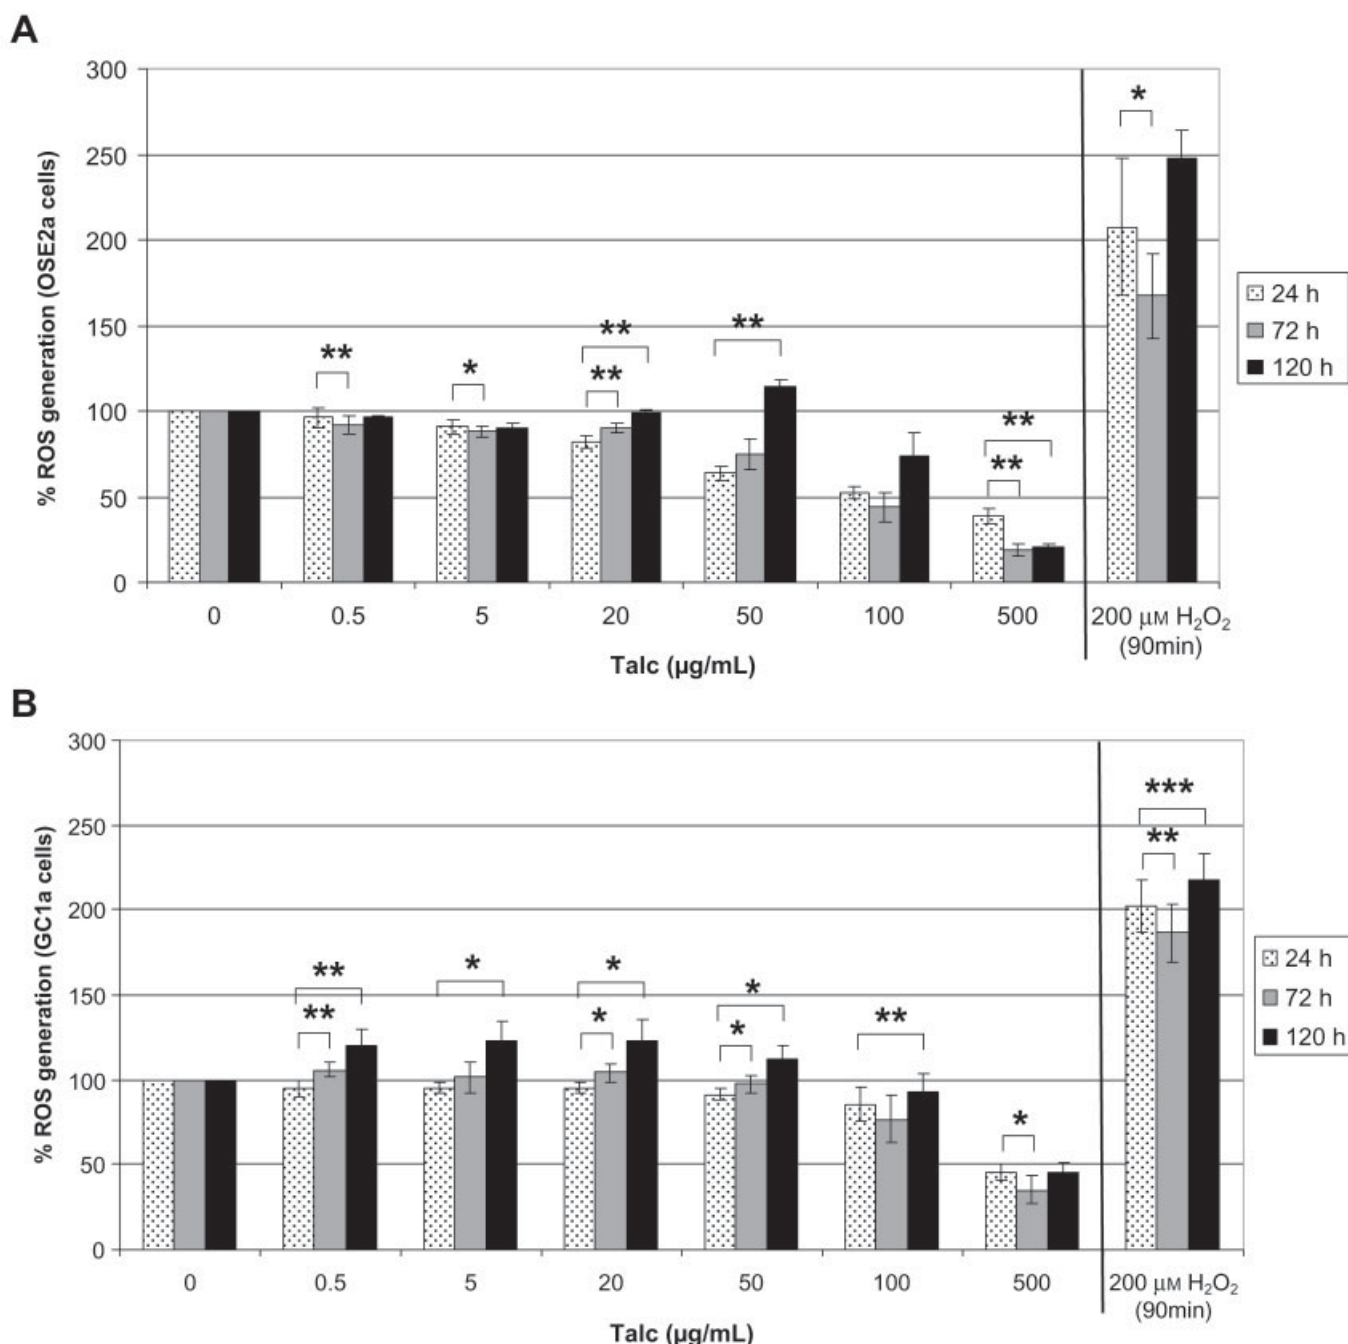 A
% ROS generation (OSE2a cells)
300
250
200
150
100
50
0
**
*
**
**
**
**
**
*
24 h
72 h
120 h
0 0.5 5 20 50 100 500 200 µM H₂O₂
(90min)
Talc (µg/mL)
B
% ROS generation (GC1a cells)
300
250
200
150
100
50
0
**
**
*
*
*
*
*
**
*
***
**
24 h
72 h
120 h
0 0.5 5 20 50 100 500 200 µM H₂O₂
(90min)
Talc (µg/mL)